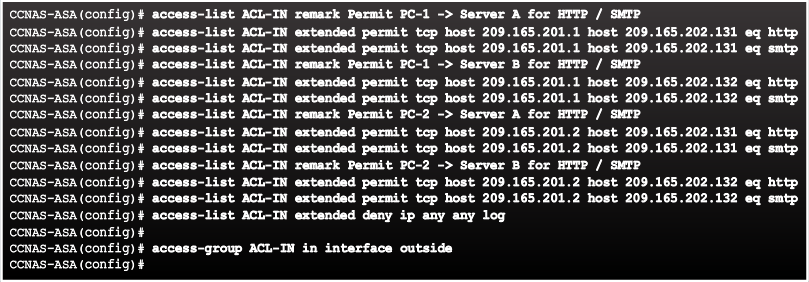 CCNAS-ASA(config)# access-list ACL-IN remark Permit PC-1 -> Server A for HTTP / SMTP
CCNAS-ASA(config)# access-list ACL-IN extended permit tcp host 209.165.201.1 host 209.165.202.131 eq http
CCNAS-ASA(config)# access-list ACL-IN extended permit tcp host 209.165.201.1 host 209.165.202.131 eq smtp
CCNAS-ASA(config)# access-list ACL-IN remark Permit PC-1 -> Server B for HTTP / SMTP
CCNAS-ASA(config)# access-list ACL-IN extended permit tcp host 209.165.201.1 host 209.165.202.132 eq http
CCNAS-ASA(config)# access-list ACL-IN extended permit tcp host 209.165.201.1 host 209.165.202.132 eq smtp
CCNAS-ASA(config)# access-list ACL-IN remark Permit PC-2 -> Server A for HTTP / SMTP
CCNAS-ASA(config)# access-list ACL-IN extended permit tcp host 209.165.201.2 host 209.165.202.131 eq http
CCNAS-ASA(config)# access-list ACL-IN extended permit tcp host 209.165.201.2 host 209.165.202.131 eq smtp
CCNAS-ASA(config)# access-list ACL-IN remark Permit PC-2 -> Server B for HTTP / SMTP
CCNAS-ASA(config)# access-list ACL-IN extended permit tcp host 209.165.201.2 host 209.165.202.132 eq http
CCNAS-ASA(config)# access-list ACL-IN extended permit tcp host 209.165.201.2 host 209.165.202.132 eq smtp
CCNAS-ASA(config)# access-list ACL-IN extended deny ip any any log
CCNAS-ASA(config)#
CCNAS-ASA(config)# access-group ACL-IN in interface outside
CCNAS-ASA(config)#